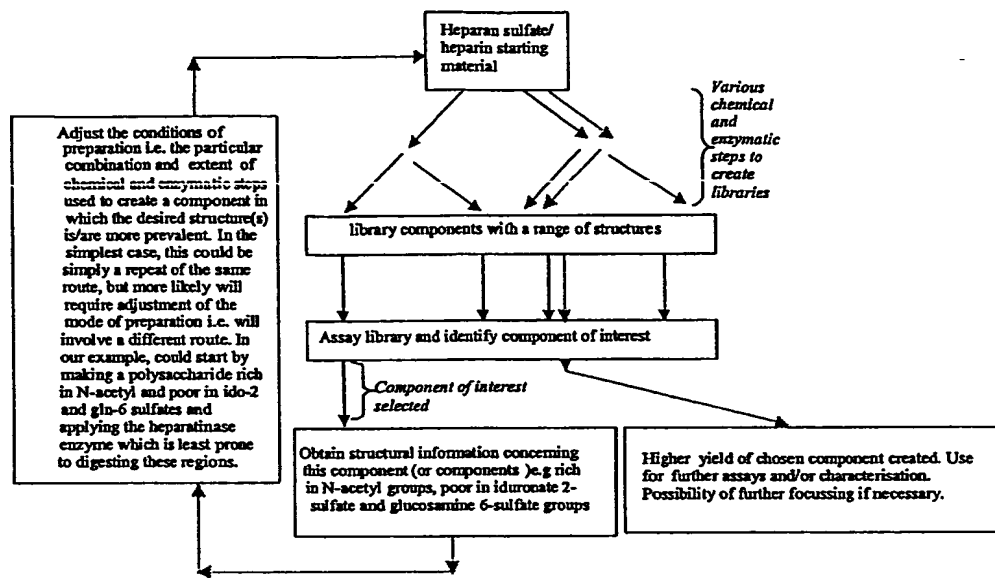 Heparan sulfate/
heparin starting
material
Various
chemical
and
enzymatic
steps to
create
libraries
Adjust the conditions of
preparation i.e. the particular
combination and extent of
chemical and enzymatic steps
used to create a component in
which the desired structure(s)
is/are more prevalent. In the
simplest case, this could be
simply a repeat of the same
route, but more likely will
require adjustment of the
mode of preparation i.e. will
involve a different route. In
our example, could start by
making a polysaccharide rich
in N-acetyl and poor in ido-2
and gln-6 sulfates and
applying the heparatinase
enzyme which is least prone
to digesting these regions.
library components with a range of structures
Assay library and identify component of interest
Component of interest
selected
Obtain structural information concerning
this component (or components )e.g rich
in N-acetyl groups, poor in iduronate 2-
sulfate and glucosamine 6-sulfate groups
Higher yield of chosen component created. Use
for further assays and/or characterisation.
Possibility of further focussing if necessary.